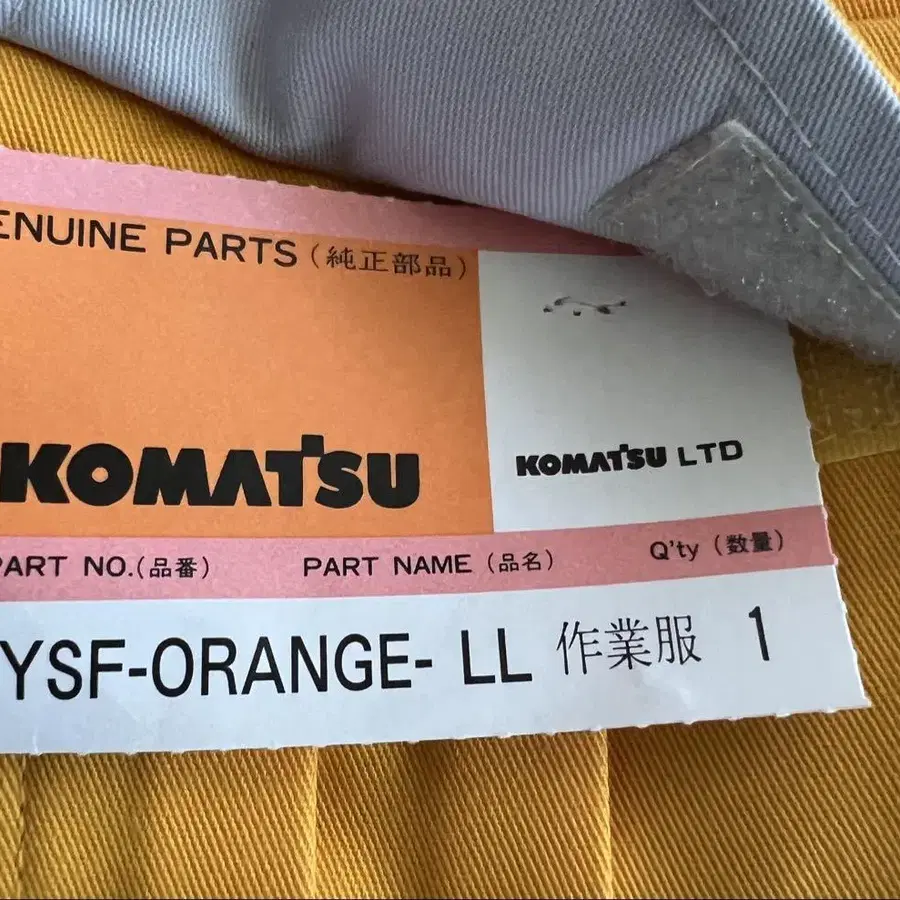 ENUINE PARTS (純正部品)
KOMATSU
KOMATSU LTD
PART NO.(品番) PART NAME (品名) Q'ty (数量)
YSF-ORANGE- LL 作業服 1